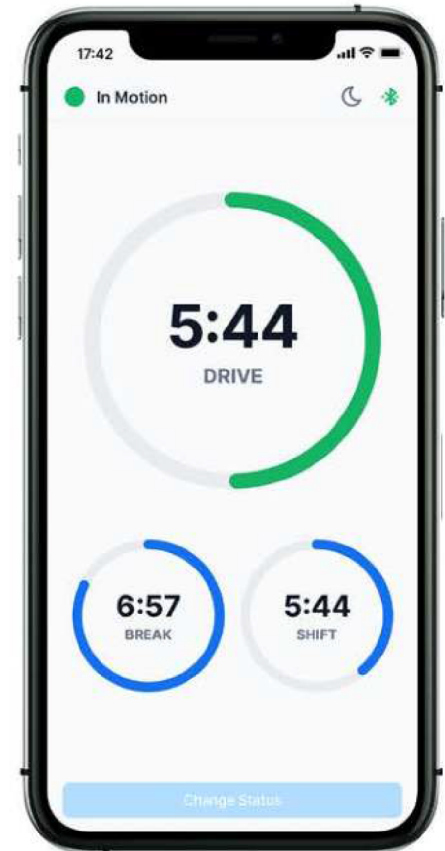 17:42
In Motion
5:44
DRIVE
6:57
BREAK
5:44
SHIFT
Change Status